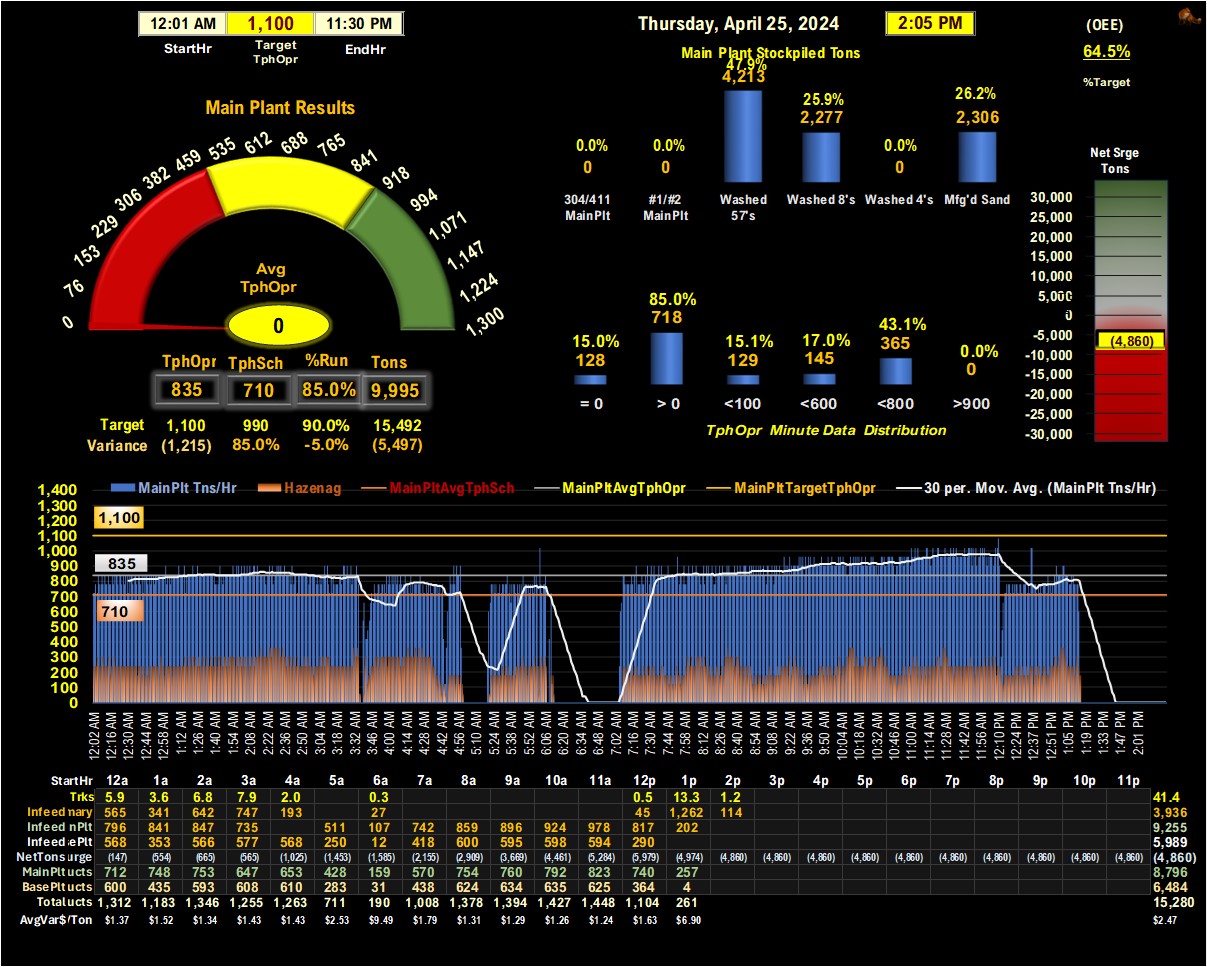 12:01 AM 1,100 11:30 PM
StartHr Target TphOpr EndHr
Thursday, April 25, 2024 2:05 PM
(OEE)
64.5%
%Target
Main Plant Stockpiled Tons
47.9%
4,213
25.9%
2,277
26.2%
2,306
0.0% 0.0% 0.0%
0 0 0
304/411 MainPlt #1/#2 MainPlt Washed 57's Washed 8's Washed 4's Mfg'd Sand
Main Plant Results
0 76 153 229 306 382 459 535 612 688 765 841 918 994 1,071 1,147 1,224 1,300
Avg
TphOpr
0
TphOpr TphSch %Run Tons
835 710 85.0% 9,995
Target 1,100 990 90.0% 15,492
Variance (1,215) 85.0% -5.0% (5,497)
15.0% 85.0% 15.1% 17.0% 43.1% 0.0%
128 718 129 145 365 0
= 0 > 0 <100 <600 <800 >900
TphOpr Minute Data Distribution
Net Srge
Tons
30,000
25,000
20,000
15,000
10,000
5,000
0
-5,000
(4,860)
-10,000
-15,000
-20,000
-25,000
-30,000
MainPlt Tns/Hr Hazenag MainPltAvgTphSch MainPltAvgTphOpr MainPltTargetTphOpr 30 per. Mov. Avg. (MainPlt Tns/Hr)
1,400
1,300
1,200
1,100
1,000
900
800
700
600
500
400
300
200
100
0
1,100
835
710
12:02 AM 12:16 AM 12:30 AM 12:44 AM 12:58 AM 1:12 AM 1:26 AM 1:40 AM 1:54 AM 2:08 AM 2:22 AM 2:36 AM 2:50 AM 3:04 AM 3:18 AM 3:32 AM 3:46 AM 4:00 AM 4:14 AM 4:28 AM 4:42 AM 4:56 AM 5:10 AM 5:24 AM 5:38 AM 5:52 AM 6:06 AM 6:20 AM 6:34 AM 6:48 AM 7:02 AM 7:16 AM 7:30 AM 7:44 AM 7:58 AM 8:12 AM 8:26 AM 8:40 AM 8:54 AM 9:08 AM 9:22 AM 9:36 AM 9:50 AM 10:04 AM 10:18 AM 10:32 AM 10:46 AM 11:00 AM 11:14 AM 11:28 AM 11:42 AM 11:56 AM 12:10 PM 12:24 PM 12:37 PM 12:51 PM 1:05 PM 1:19 PM 1:33 PM 1:47 PM 2:01 PM
StartHr 12a 1a 2a 3a 4a 5a 6a 7a 8a 9a 10a 11a 12p 1p 2p 3p 4p 5p 6p 7p 8p 9p 10p 11p
Trks 5.9 3.6 6.8 7.9 2.0 0.3 0.5 13.3 1.2 41.4
Infeed mary 565 341 642 747 193 27 45 1,262 114 3,936
Infeed nPlt 796 841 847 735 511 107 742 859 896 924 978 817 202 9,255
Infeed ePlt 568 353 566 577 568 250 12 418 600 595 598 594 290 5,989
NetTons urge (147) (554) (665) (565) (1,025) (1,453) (1,585) (2,155) (2,909) (3,669) (4,461) (5,284) (5,979) (4,974) (4,860) (4,860) (4,860) (4,860) (4,860) (4,860) (4,860) (4,860) (4,860) (4,860) (4,860)
MainPlt ucts 712 748 753 647 653 428 159 570 754 760 792 823 740 257 8,796
BasePlt ucts 600 435 593 608 610 283 31 438 624 634 635 625 364 4 6,484
Total ucts 1,312 1,183 1,346 1,255 1,263 711 190 1,008 1,378 1,394 1,427 1,448 1,104 261 15,280
AvgVar$/Ton $1.37 $1.52 $1.34 $1.43 $1.43 $2.53 $9.49 $1.79 $1.31 $1.29 $1.26 $1.24 $1.63 $6.90 $2.47